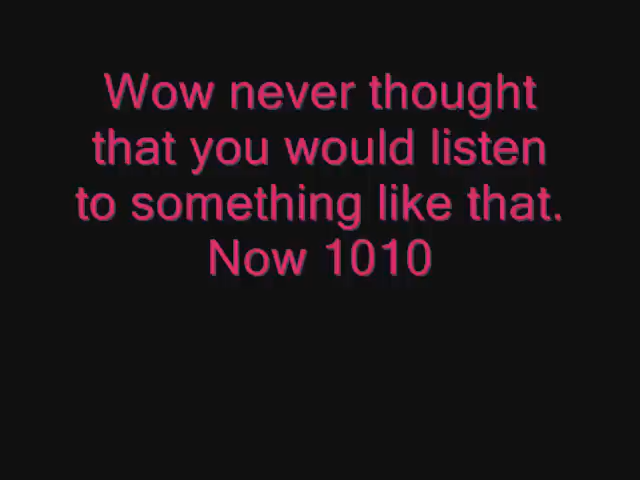 Wow never thought
that you would listen
to something like that.
Now 1010